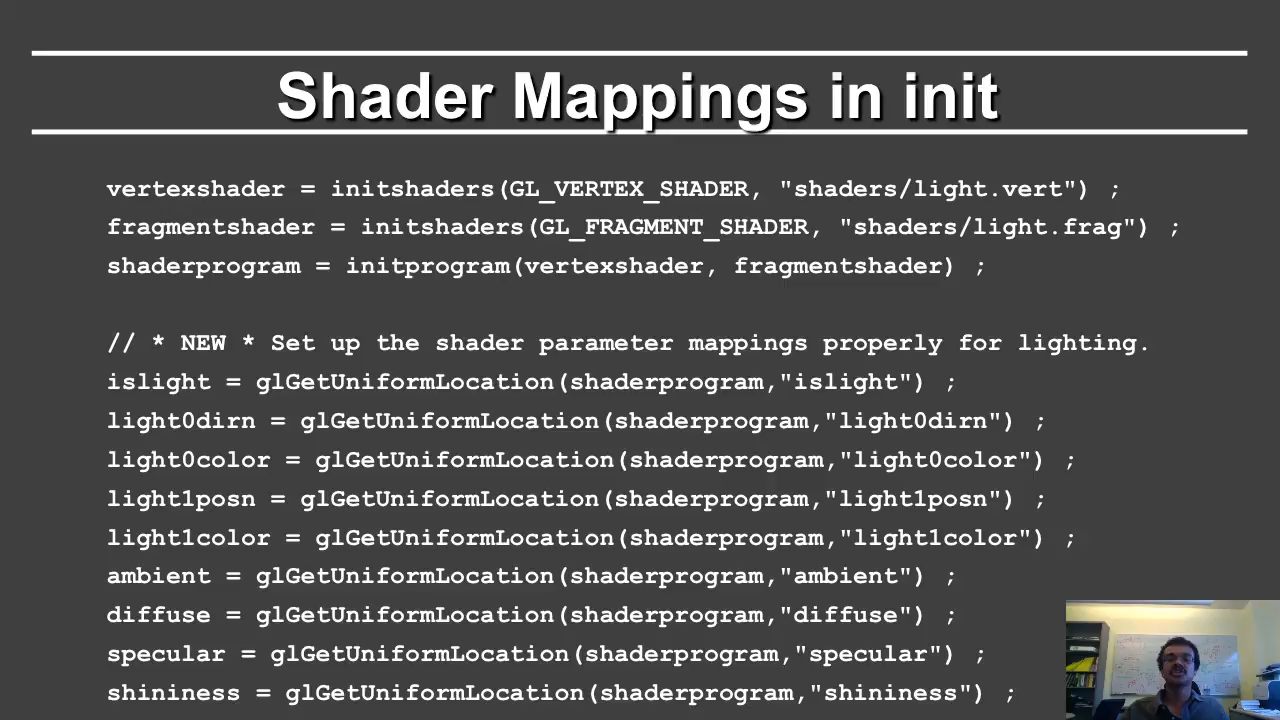 Shader Mappings in init
vertexshader = initshaders(GL_VERTEX_SHADER, "shaders/light.vert") ;
fragmentshader = initshaders(GL_FRAGMENT_SHADER, "shaders/light.frag") ;
shaderprogram = initprogram(vertexshader, fragmentshader) ;
// * NEW * Set up the shader parameter mappings properly for lighting.
islight = glGetUniformLocation(shaderprogram,"islight") ;
light0dirn = glGetUniformLocation(shaderprogram,"light0dirn") ;
light0color = glGetUniformLocation(shaderprogram,"light0color") ;
light1posn = glGetUniformLocation(shaderprogram,"light1posn") ;
light1color = glGetUniformLocation(shaderprogram,"light1color") ;
ambient = glGetUniformLocation(shaderprogram,"ambient") ;
diffuse = glGetUniformLocation(shaderprogram,"diffuse") ;
specular = glGetUniformLocation(shaderprogram,"specular") ;
shininess = glGetUniformLocation(shaderprogram,"shininess") ;